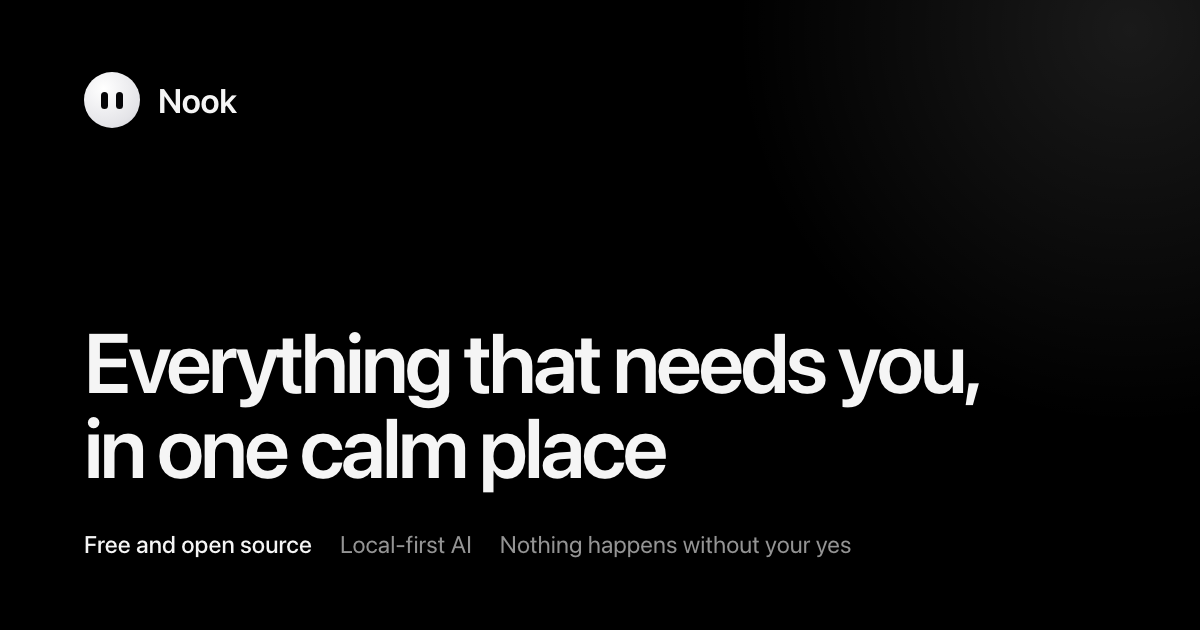 Nook
Everything that needs you,
in one calm place
Free and open source Local-first AI Nothing happens without your yes